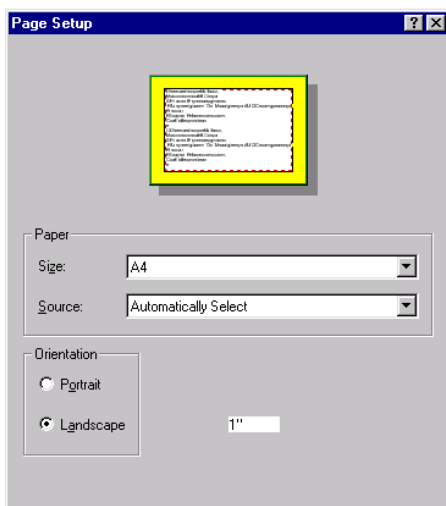 Page Setup
Paper
Size:
A4
Source:
Automatically Select
Orientation
Portrait
Landscape
1"